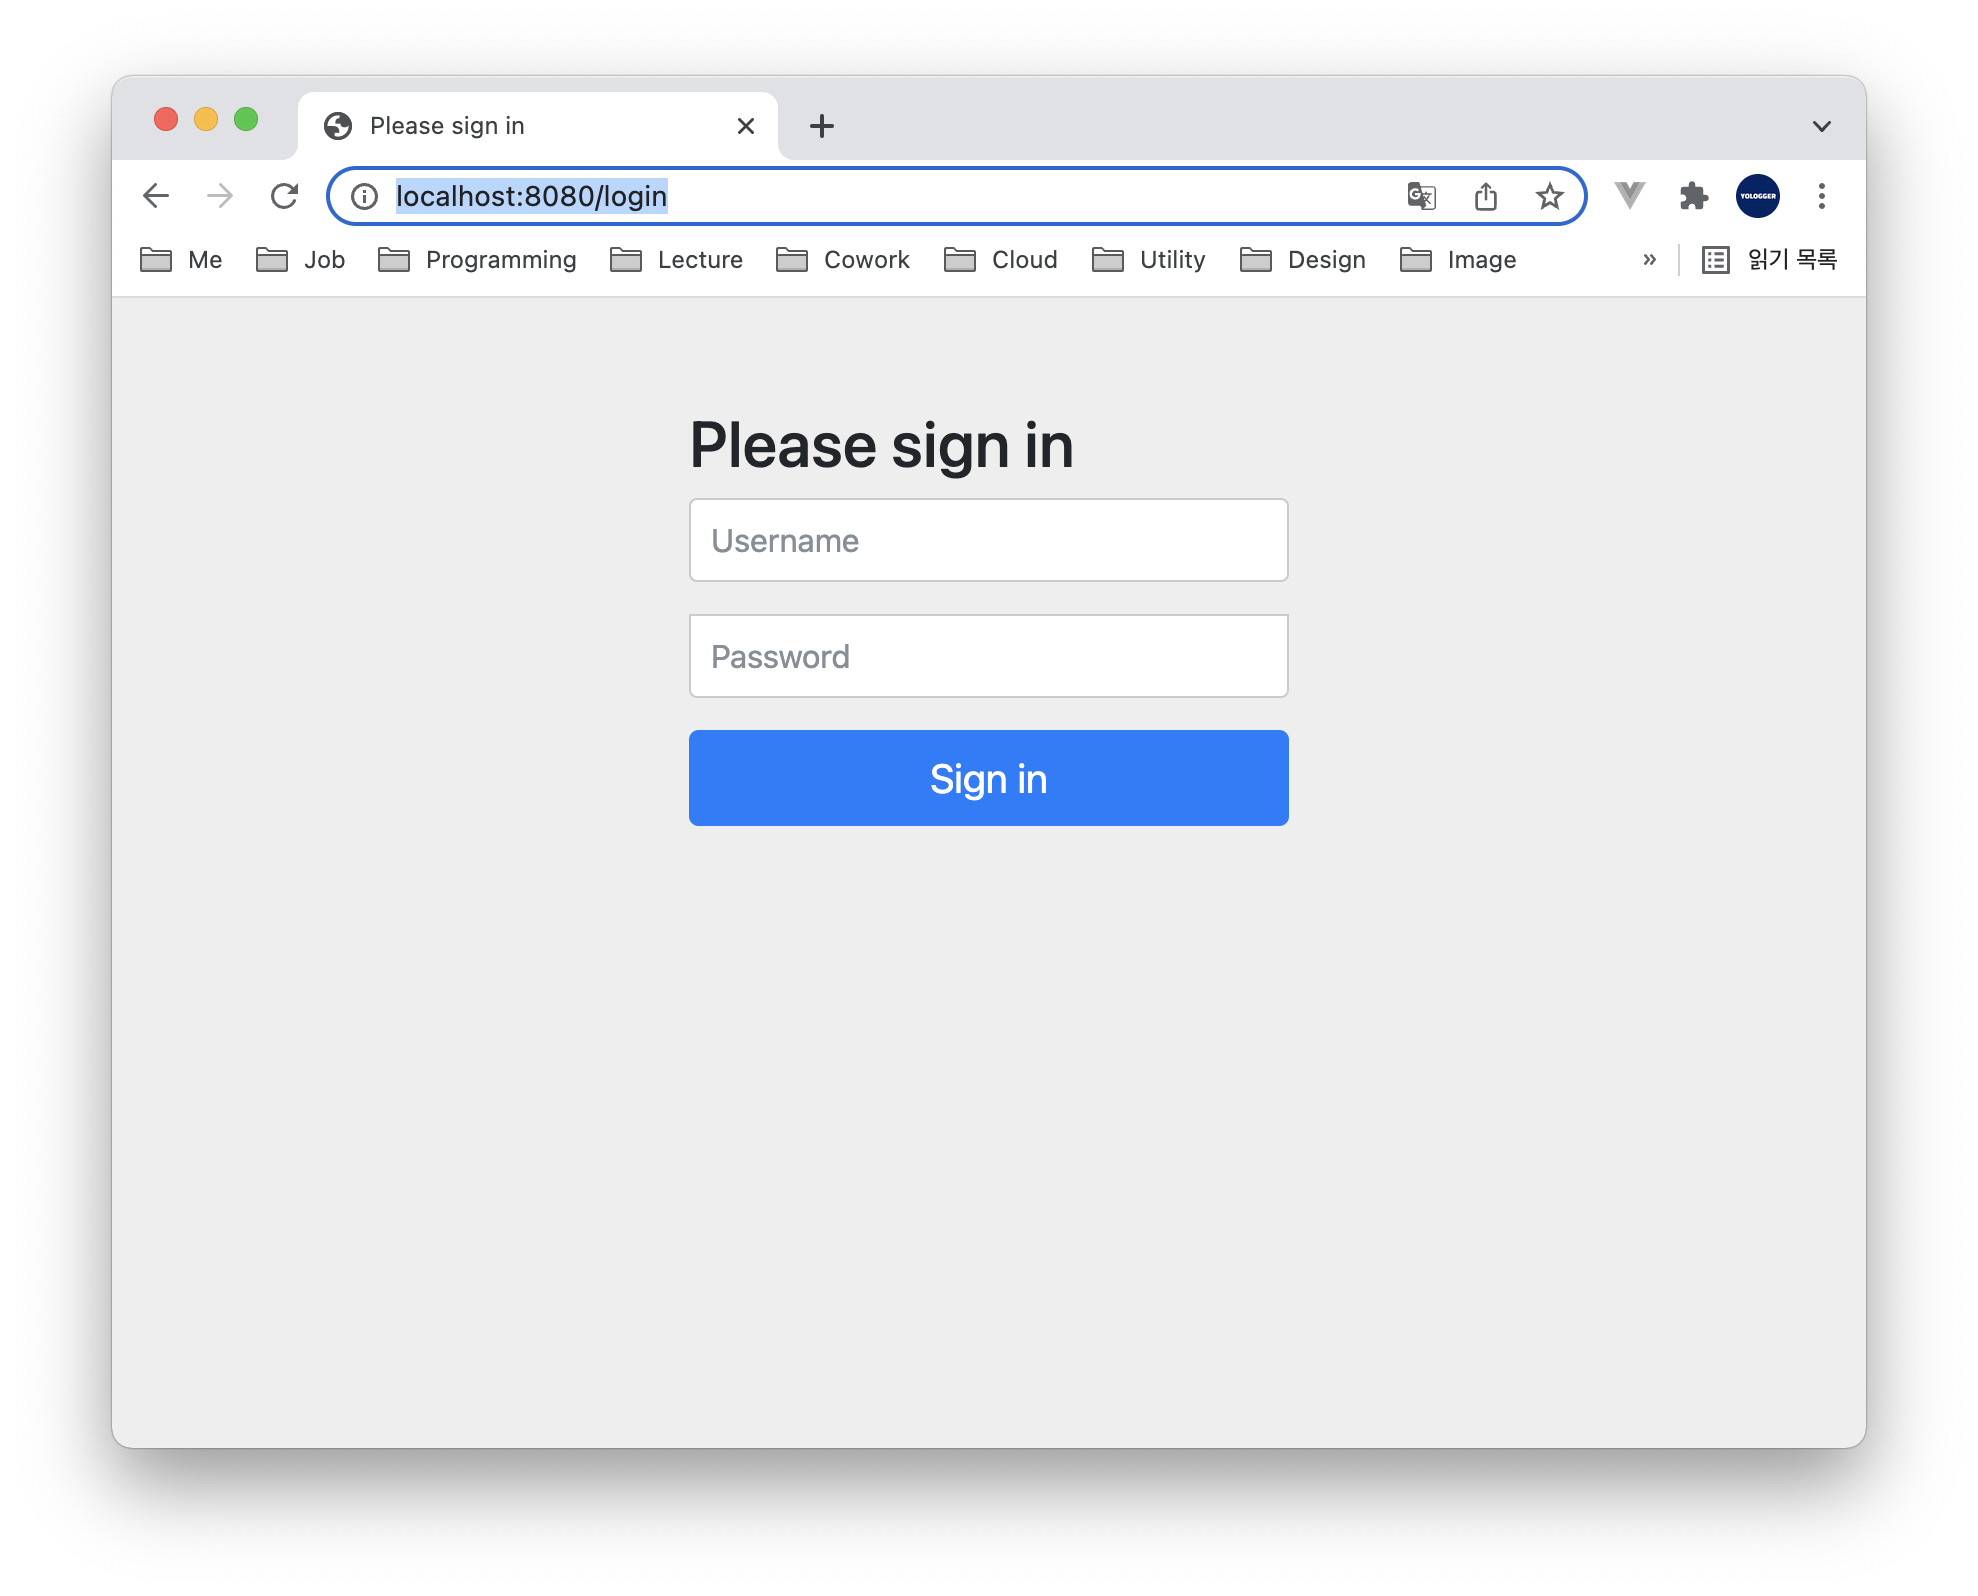 Please sign in
localhost:8080/login
YOLOGGER
Me Job Programming Lecture Cowork Cloud Utility Design Image » 읽기 목록
Please sign in
Username
Password
Sign in